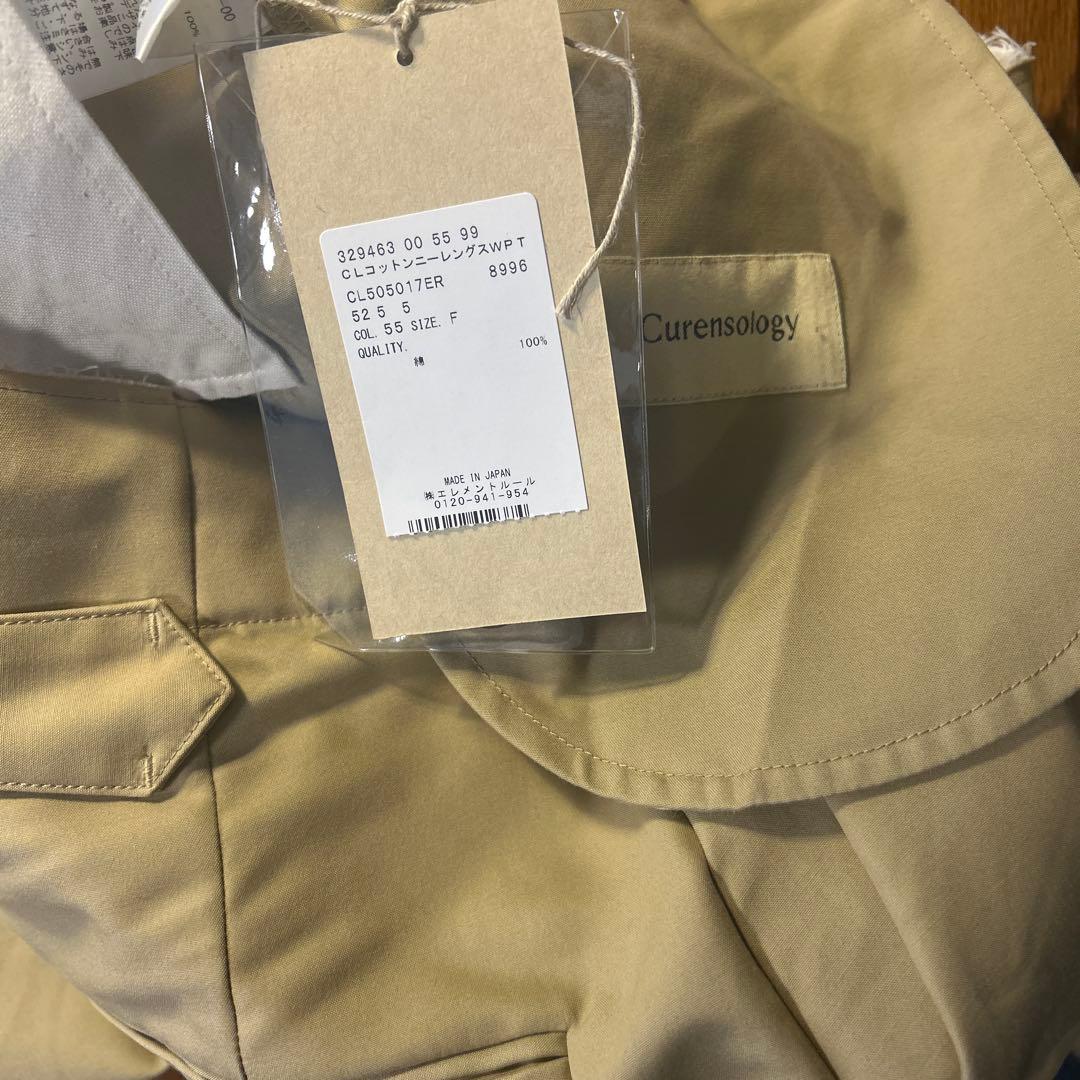 -00
100%
329463 00 55 99
CLコットンニーレングスWPT
CL505017ER 8996
52 5 5
COL. 55 SIZE. F
QUALITY.
綿 100%
MADE IN JAPAN
㈱エレメントルール
0120-941-954
Curensology